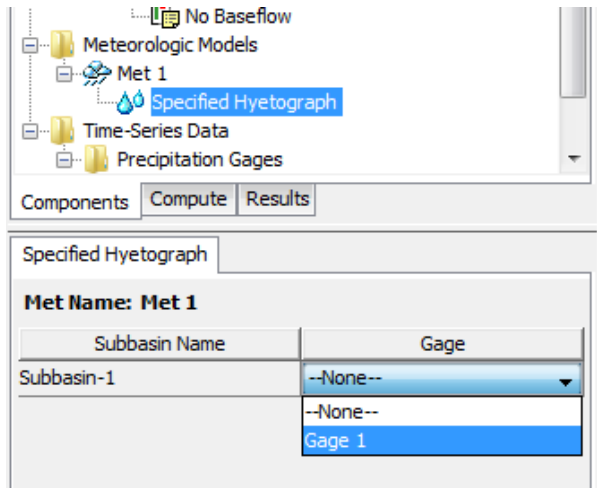 No Baseflow
Meteorologic Models
Met 1
Specified Hyetograph
Time-Series Data
Precipitation Gages
Components Compute Results
Specified Hyetograph
Met Name: Met 1
Subbasin Name Gage
Subbasin-1 --None--
--None--
Gage 1